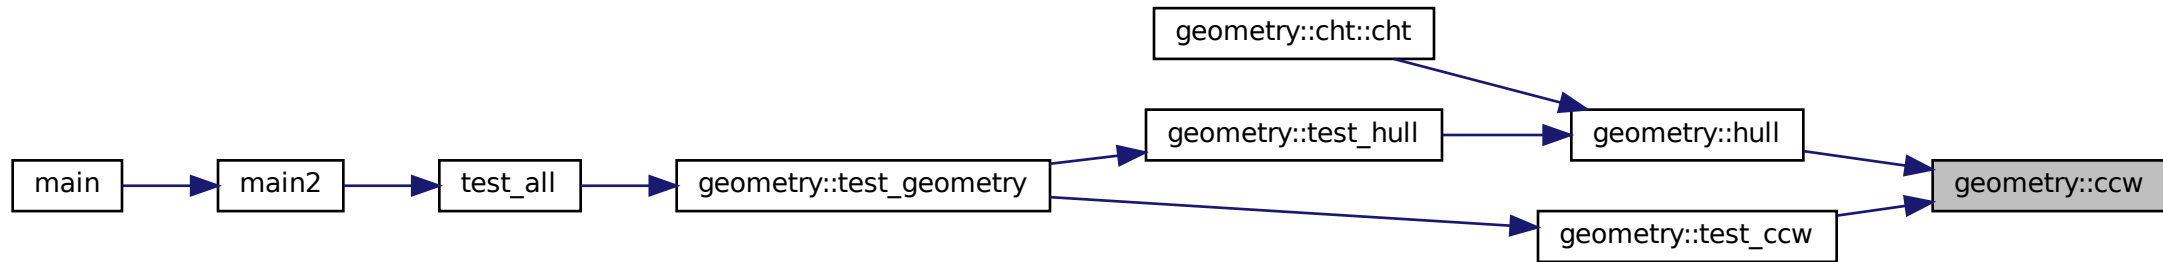 geometry::cht::cht
geometry::test_hull
geometry::hull
main
main2
test_all
geometry::test_geometry
geometry::ccw
geometry::test_ccw